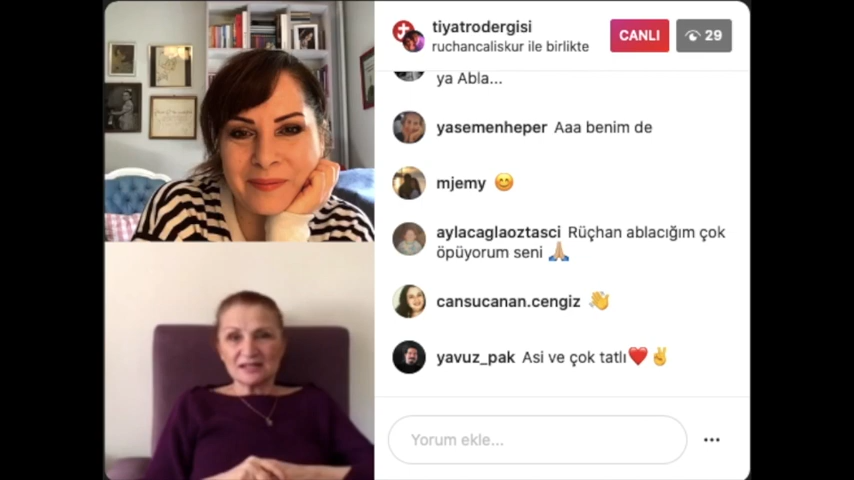 tiyatrodergisi
ruchancaliskur ile birlikte
CANLI
29
ya Abla...
yasemenheper Aaa benim de
mjemy 😊
aylacaglaoztasci Rüçhan ablacığım çok
öpüyorum seni 🙏🏼
cansucanan.cengiz 👋
yavuz_pak Asi ve çok tatlı❤️✌️
Yorum ekle...